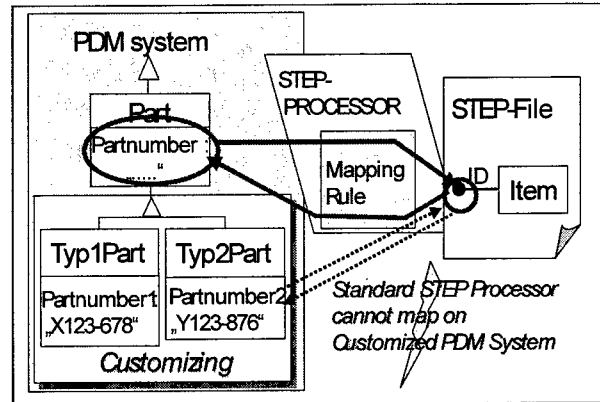 PDM system
Part
Partnumber
„....."
Typ1Part
Partnumber1
„X123-678"
Typ2Part
Partnumber2
„Y123-876"
Customizing
STEP-
PROCESSOR
Mapping
Rule
STEP-File
ID
Item
Standard STEP Processor
cannot map on
Customized PDM System